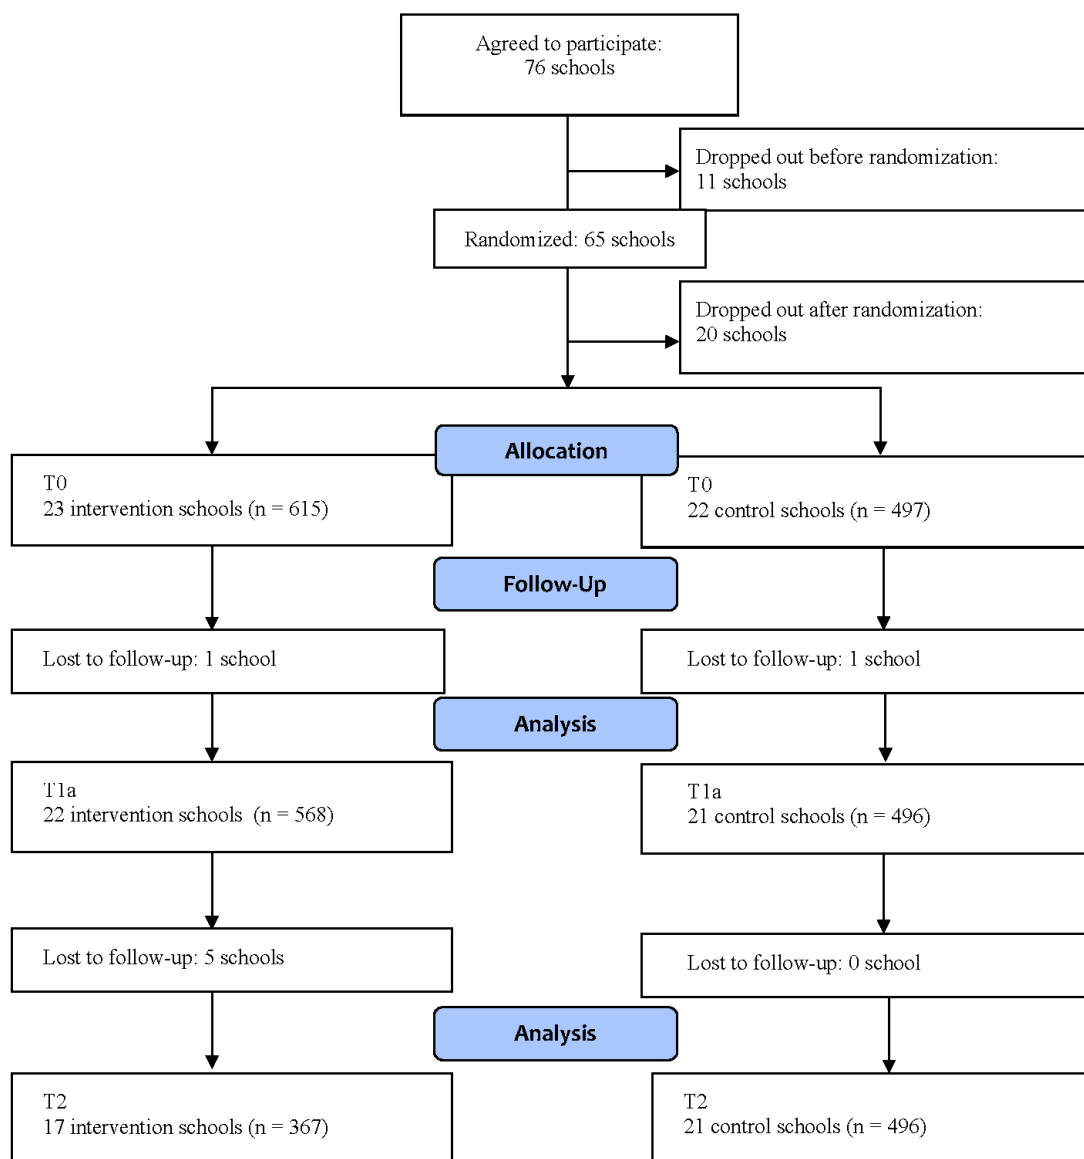 Agreed to participate:
76 schools
Dropped out before randomization:
11 schools
Randomized: 65 schools
Dropped out after randomization:
20 schools
Allocation
T0
23 intervention schools (n = 615)
T0
22 control schools (n = 497)
Follow-Up
Lost to follow-up: 1 school
Lost to follow-up: 1 school
Analysis
T1a
22 intervention schools (n = 568)
T1a
21 control schools (n = 496)
Lost to follow-up: 5 schools
Lost to follow-up: 0 school
Analysis
T2
17 intervention schools (n = 367)
T2
21 control schools (n = 496)